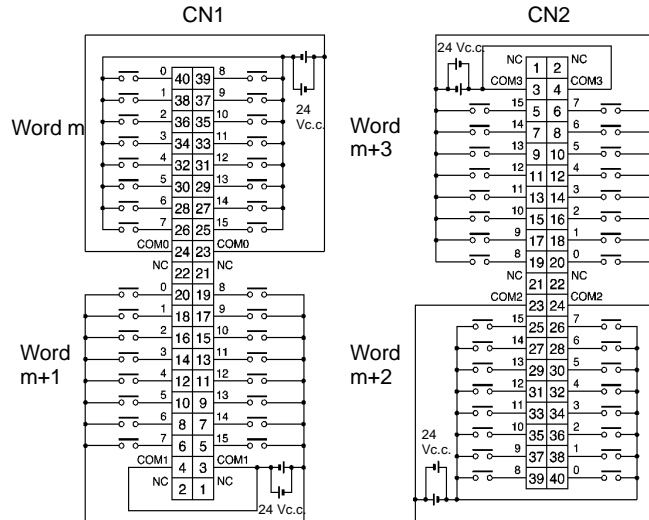 CN1
0 40 39 8
1 38 37 9
2 36 35 10
Word m
3 34 33 11
4 32 31 12
5 30 29 13
6 28 27 14
7 26 25 15
COM0 24 23 COM0
NC 22 21 NC
24 Vc.c.
24
Vc.c.
0 20 19 8
1 18 17 9
2 16 15 10
Word
m+1
3 14 13 11
4 12 11 12
5 10 9 13
6 8 7 14
7 6 5 15
COM1 4 3 COM1
NC 2 1 NC
24 Vc.c.
CN2
24 Vc.c.
NC 1 2 NC
COM3 3 4 COM3
15 5 6 7
14 7 8 6
Word
m+3
13 9 10 5
12 11 12 4
11 13 14 3
10 15 16 2
9 17 18 1
8 19 20 0
NC 21 22 NC
COM2 23 24 COM2
15 25 26 7
14 27 28 6
Word
m+2
13 29 30 5
12 31 32 4
11 33 34 3
10 35 36 2
9 37 38 1
8 39 40 0
24
Vc.c.